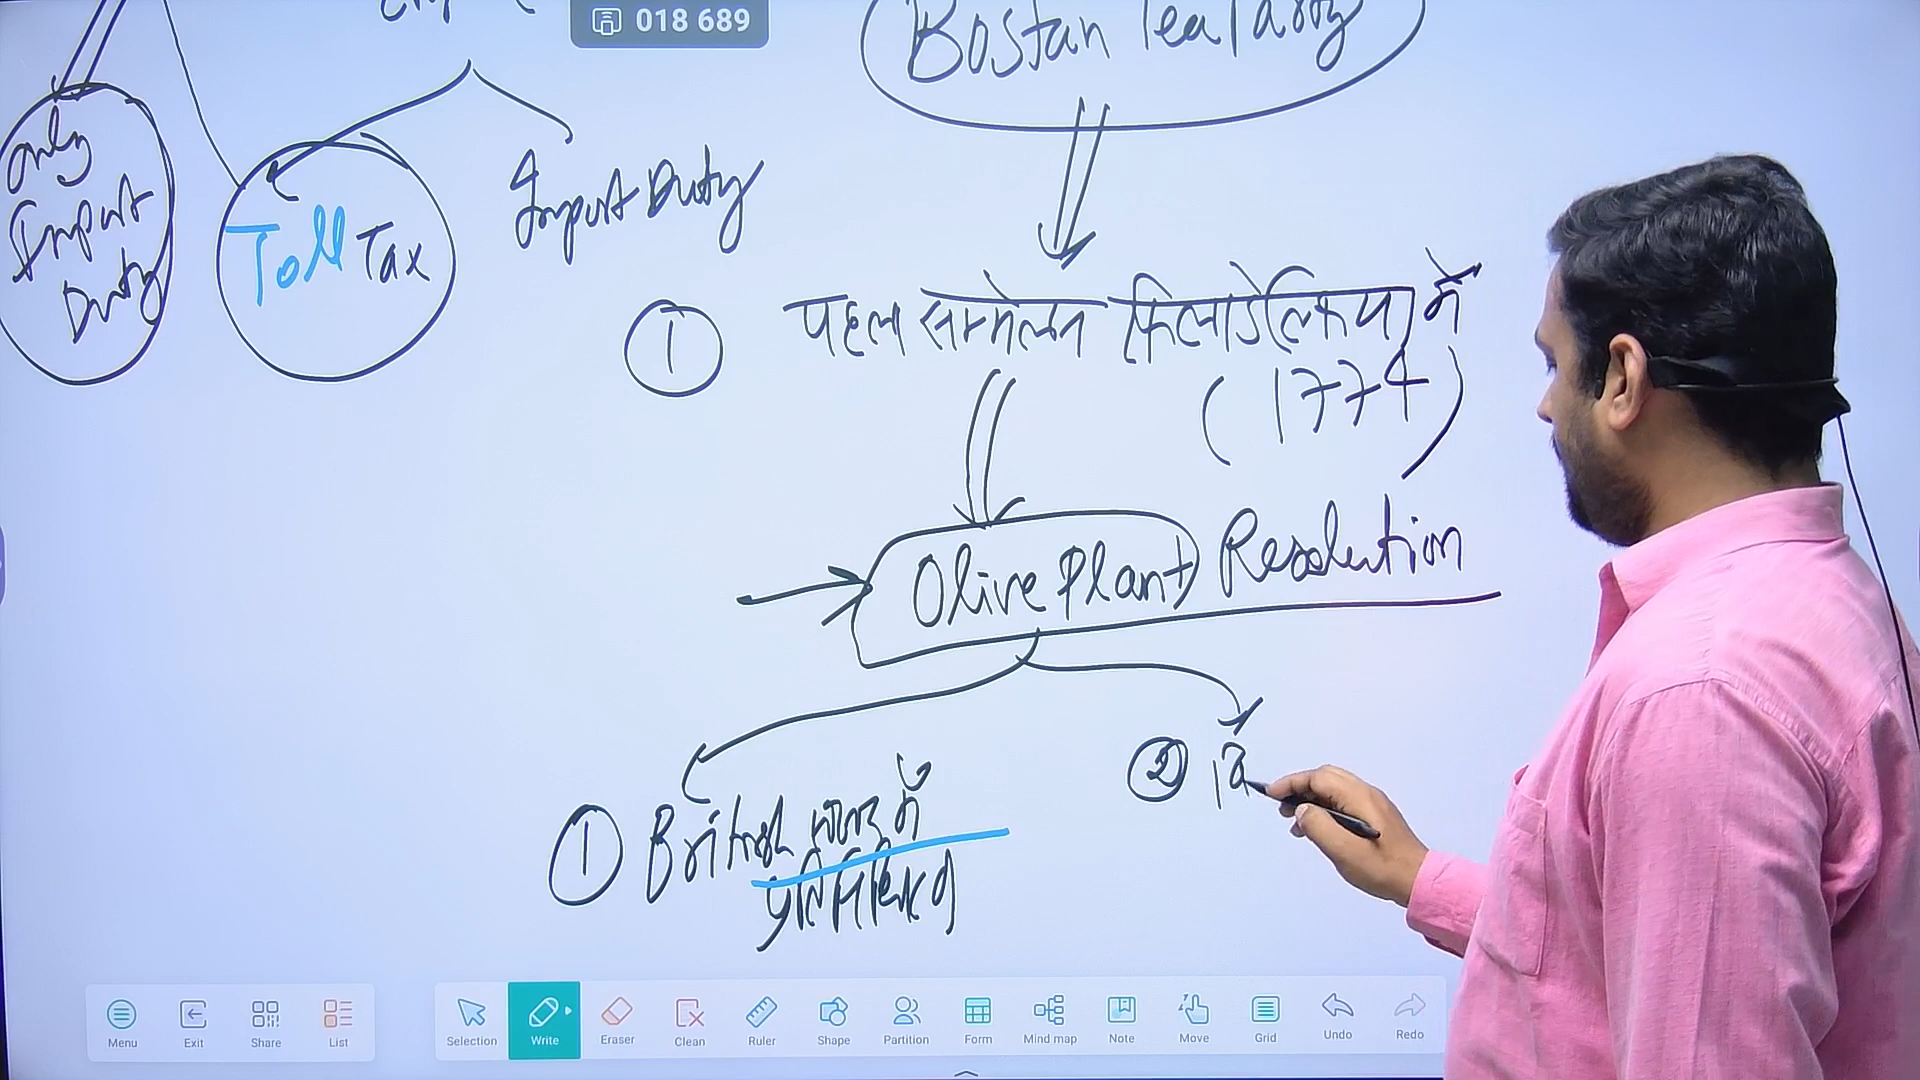 018 689
Bostan Tea Party
only
Import
Duty
Toll Tax
Import Duty
① पहला सम्मेलन फिलाडेल्फिया में
(1774)
Olive Plant Resolution
① British संसद में
प्रतिनिधित्व
②
Menu
Exit
Share
List
Selection
Write
Eraser
Clean
Ruler
Shape
Partition
Form
Mind map
Note
Move
Grid
Undo
Redo